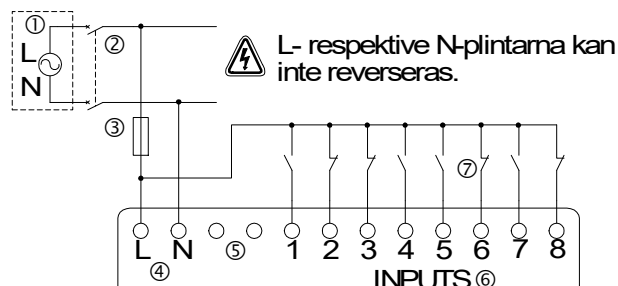 ①
L
N
②
L- respektive N-plintarna kan
inte reverseras.
③
⑦
L N ⑤ 1 2 3 4 5 6 7 8
④
INPUTS ⑥